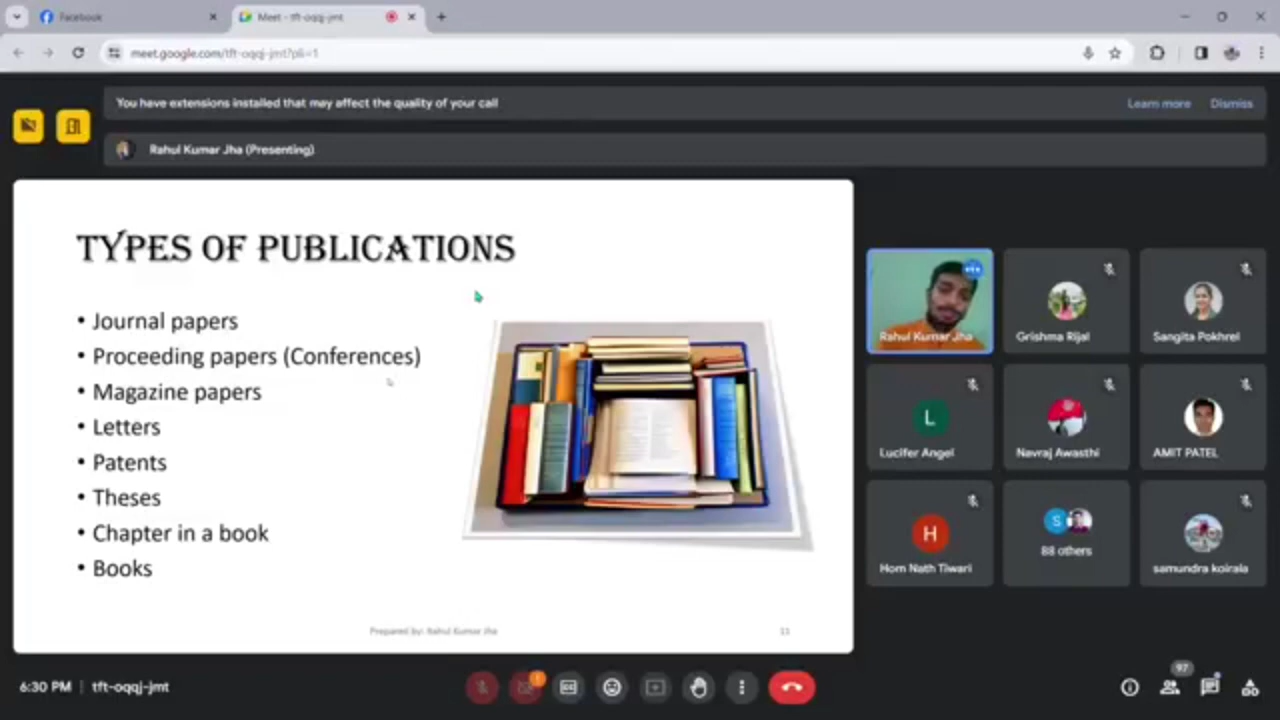 Facebook
Meet - tft-oqqj-jmt
meet.google.com/tft-oqqj-jmt?pli=1
You have extensions installed that may affect the quality of your call
Learn more
Dismiss
Rahul Kumar Jha (Presenting)
TYPES OF PUBLICATIONS
• Journal papers
• Proceeding papers (Conferences)
• Magazine papers
• Letters
• Patents
• Theses
• Chapter in a book
• Books
Prepared by: Rahul Kumar Jha
11
Rahul Kumar Jha
Grishma Rijal
Sangita Pokhrel
L
Lucifer Angel
Navraj Awasthi
AMIT PATEL
H
Hom Nath Tiwari
S
88 others
samundra koirala
6:30 PM | tft-oqqj-jmt
97